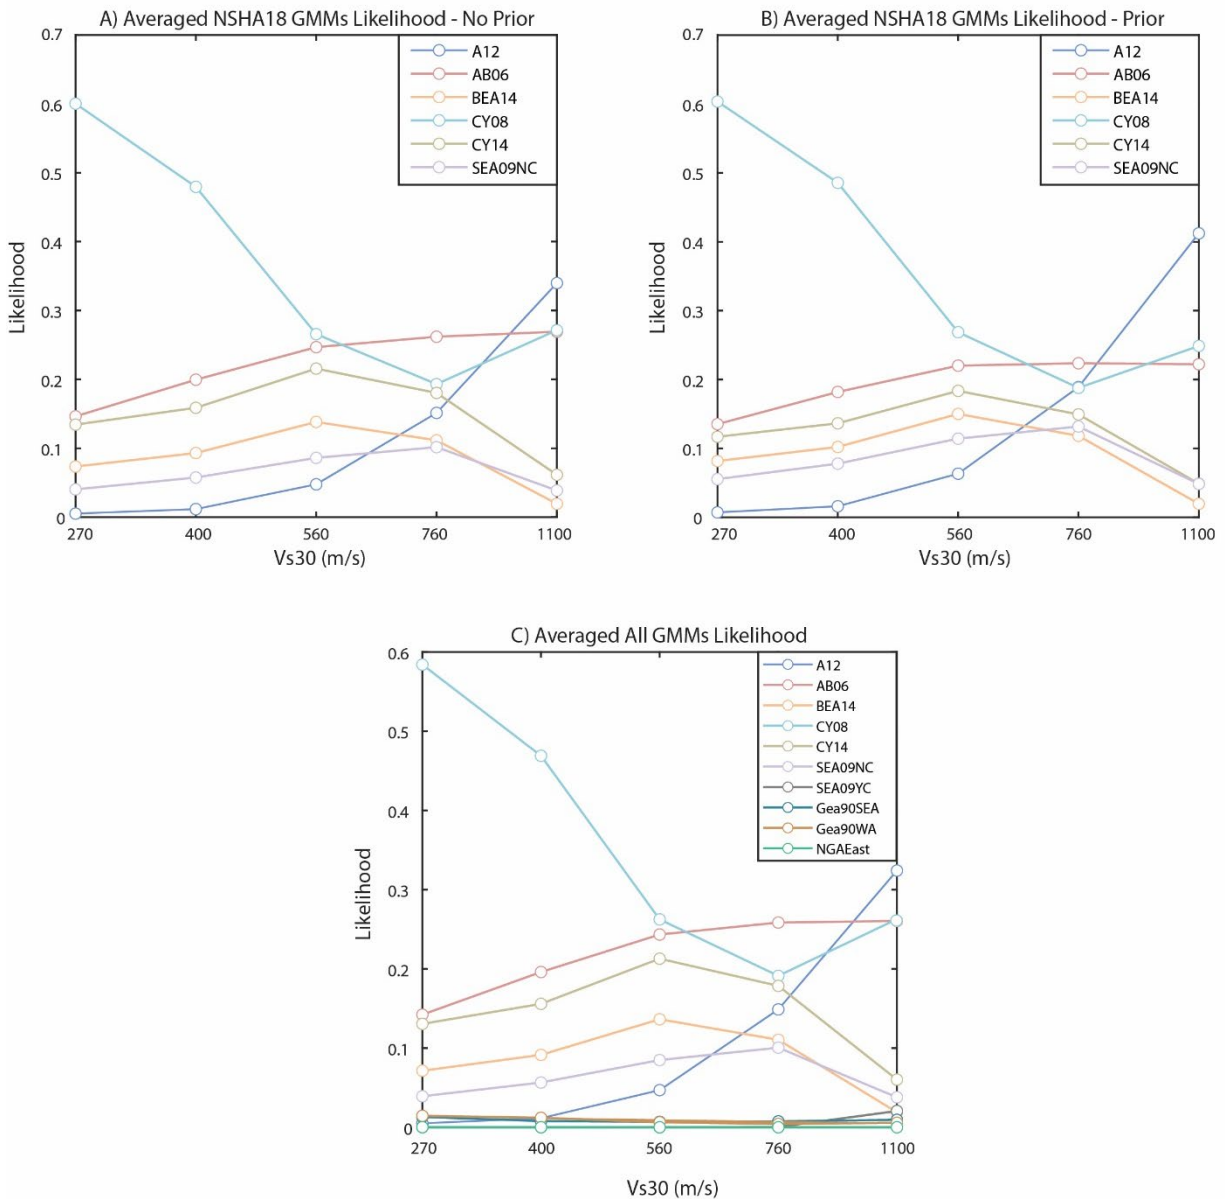 A) Averaged NSHA18 GMMs Likelihood - No Prior
0.7
0.6
0.5
0.4
0.3
0.2
0.1
0
Likelihood
A12
AB06
BEA14
CY08
CY14
SEA09NC
270 400 560 760 1100
Vs30 (m/s)
B) Averaged NSHA18 GMMs Likelihood - Prior
0.7
0.6
0.5
0.4
0.3
0.2
0.1
0
Likelihood
A12
AB06
BEA14
CY08
CY14
SEA09NC
270 400 560 760 1100
Vs30 (m/s)
C) Averaged All GMMs Likelihood
0.6
0.5
0.4
0.3
0.2
0.1
0
Likelihood
A12
AB06
BEA14
CY08
CY14
SEA09NC
SEA09YC
Gea90SEA
Gea90WA
NGAEast
270 400 560 760 1100
Vs30 (m/s)